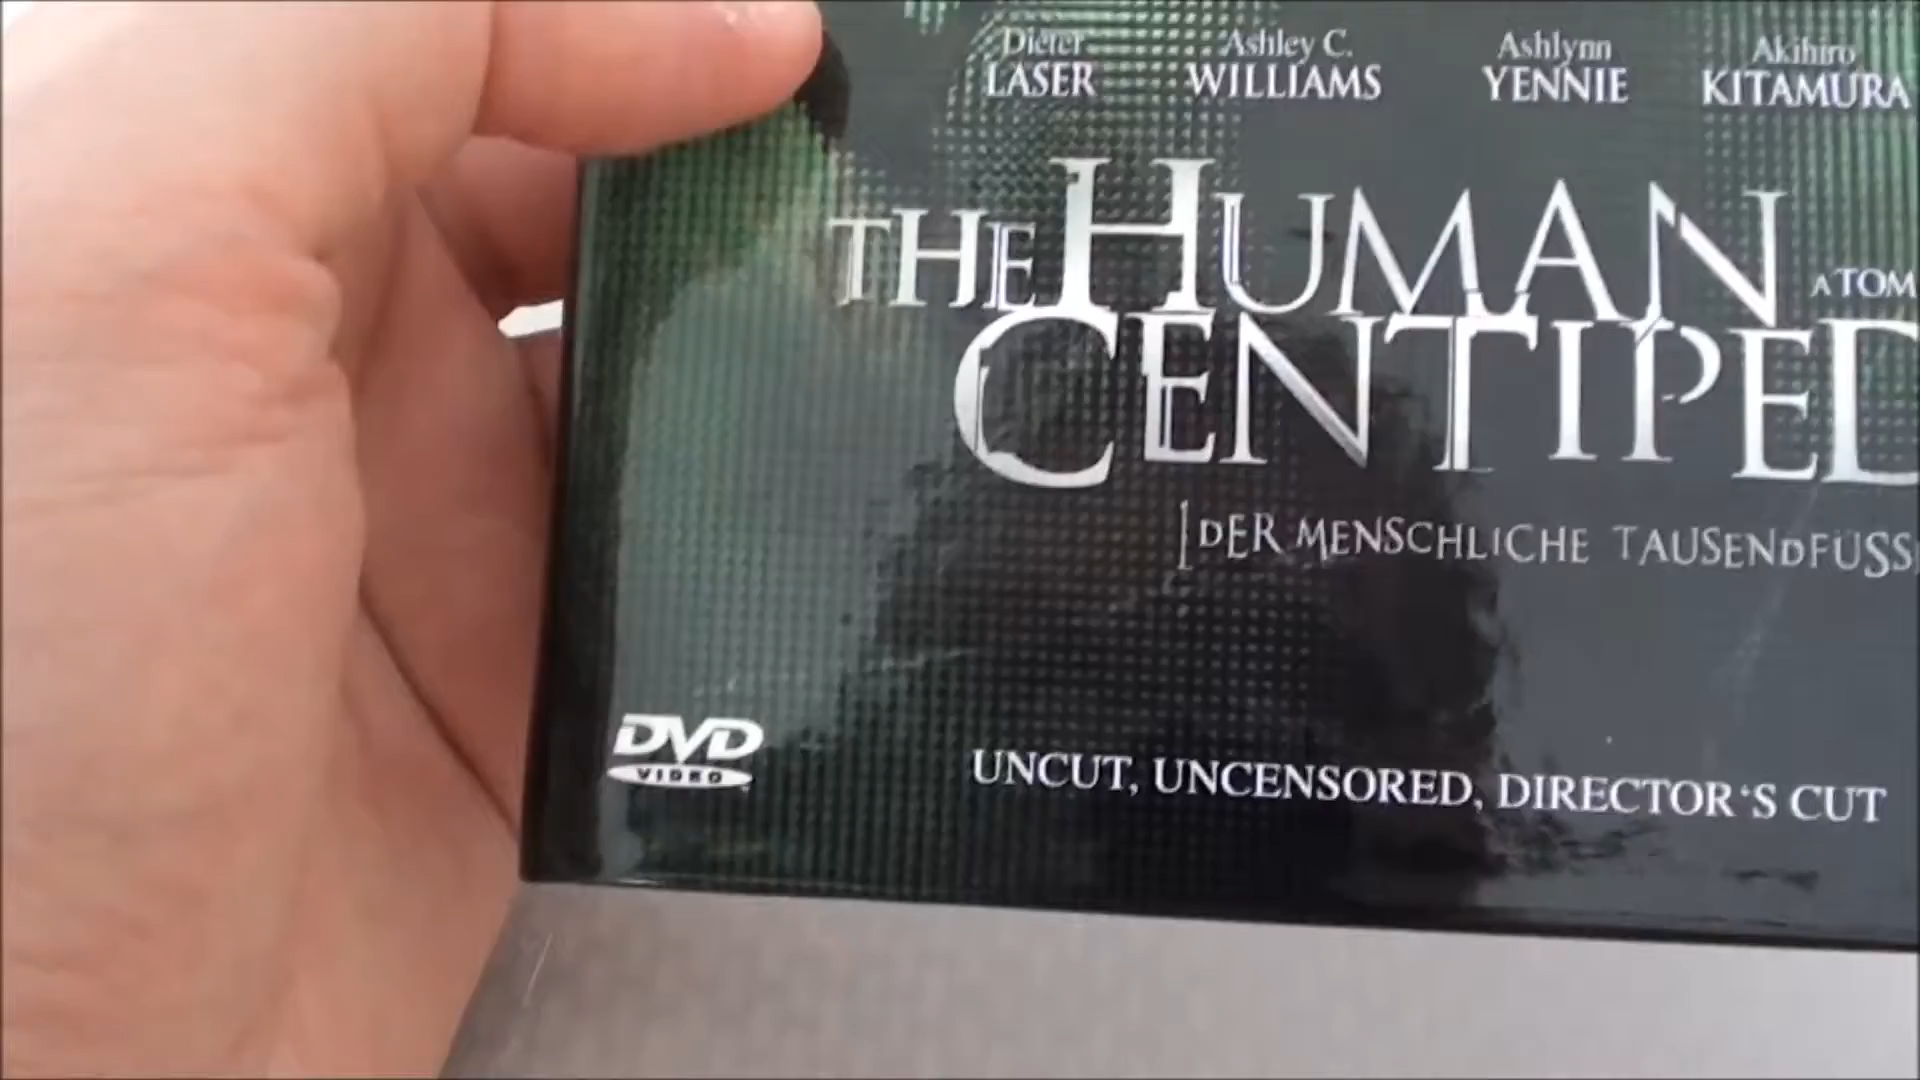 Dieter Ashley C. Ashlynn Akihiro
LASER WILLIAMS YENNIE KITAMURA
THE HUMAN
A TOM
CENTIPED
[DER MENSCHLICHE TAUSENDFÜSS
DVD
VIDEO
UNCUT, UNCENSORED, DIRECTOR‘S CUT